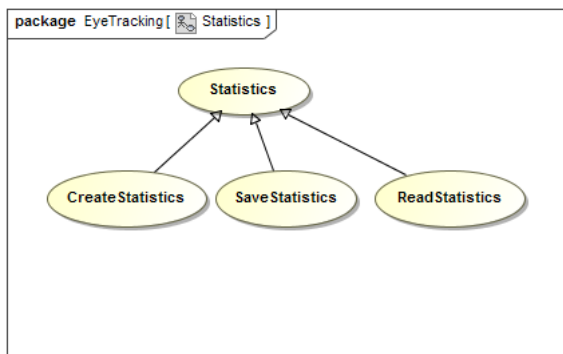 package EyeTracking [ Statistics ]
Statistics
CreateStatistics
SaveStatistics
ReadStatistics